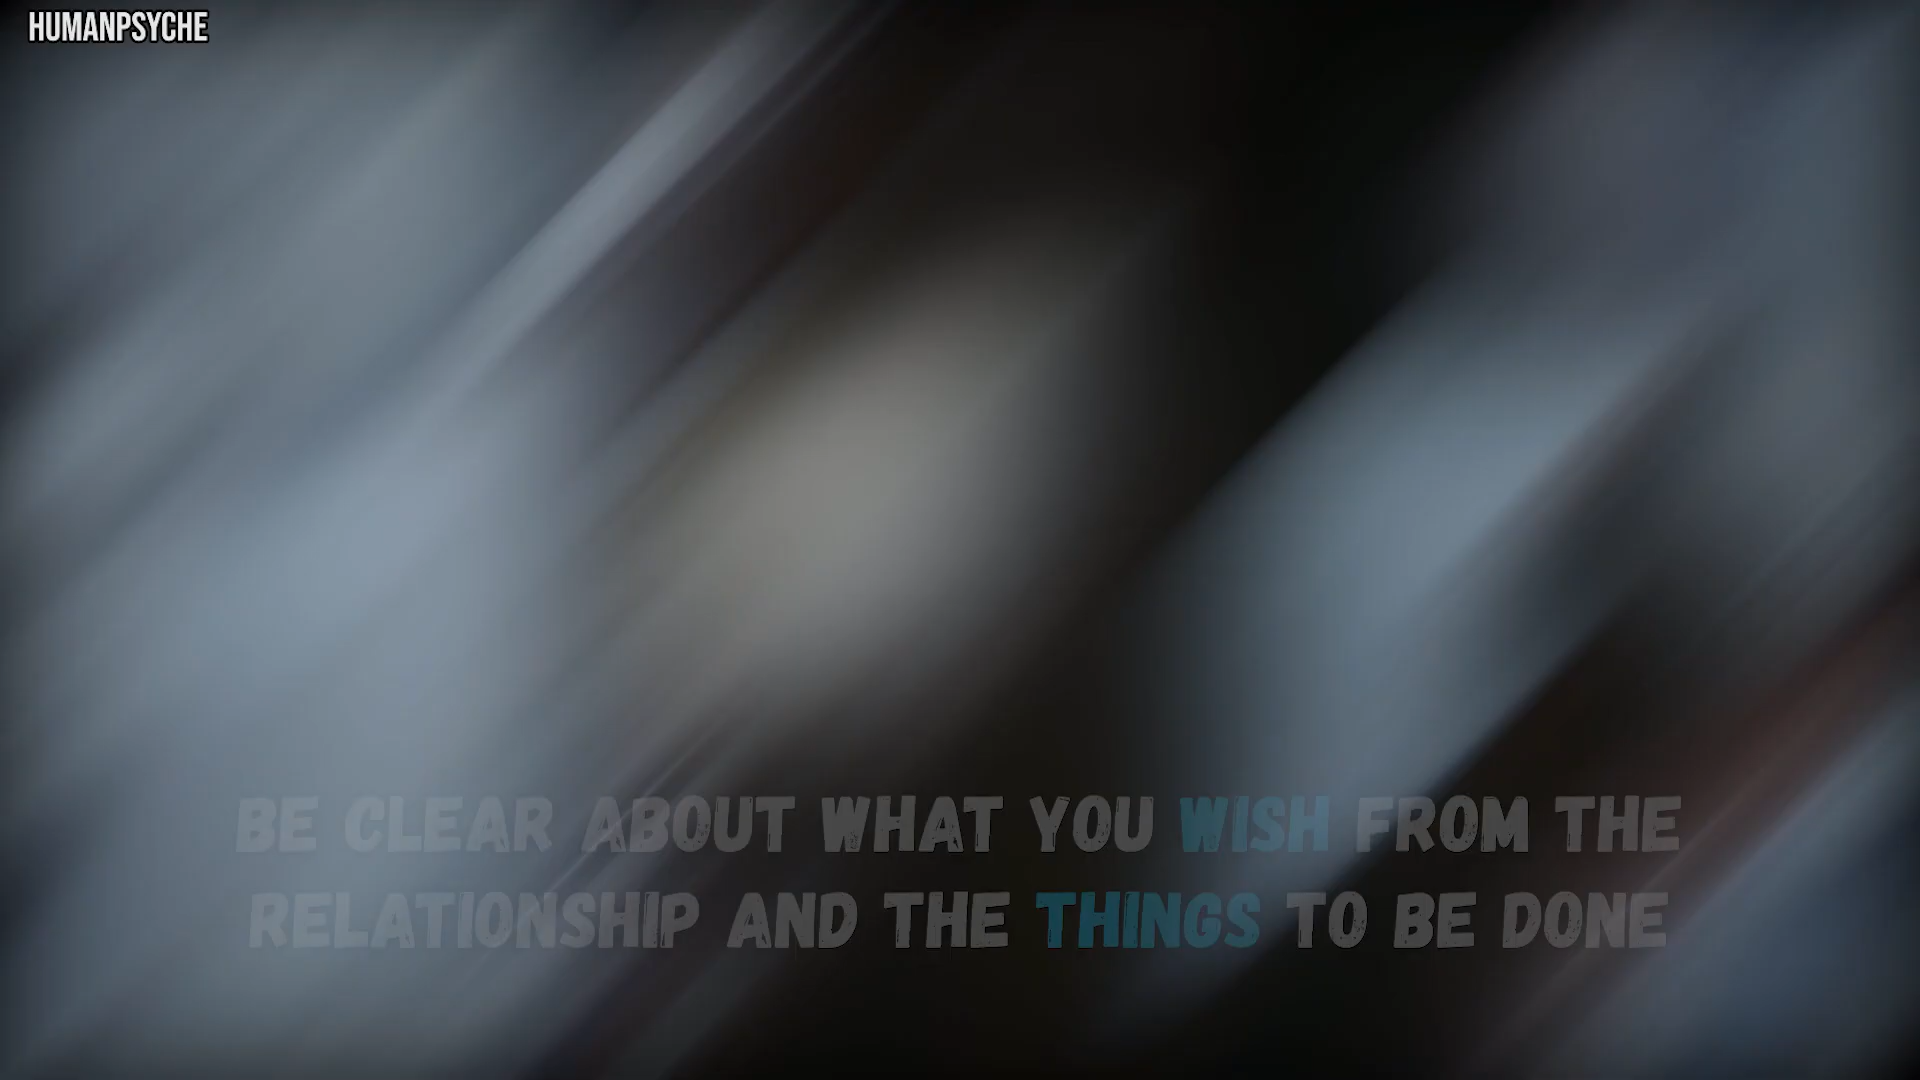 HUMANPSYCHE
BE CLEAR ABOUT WHAT YOU WISH FROM THE
RELATIONSHIP AND THE THINGS TO BE DONE